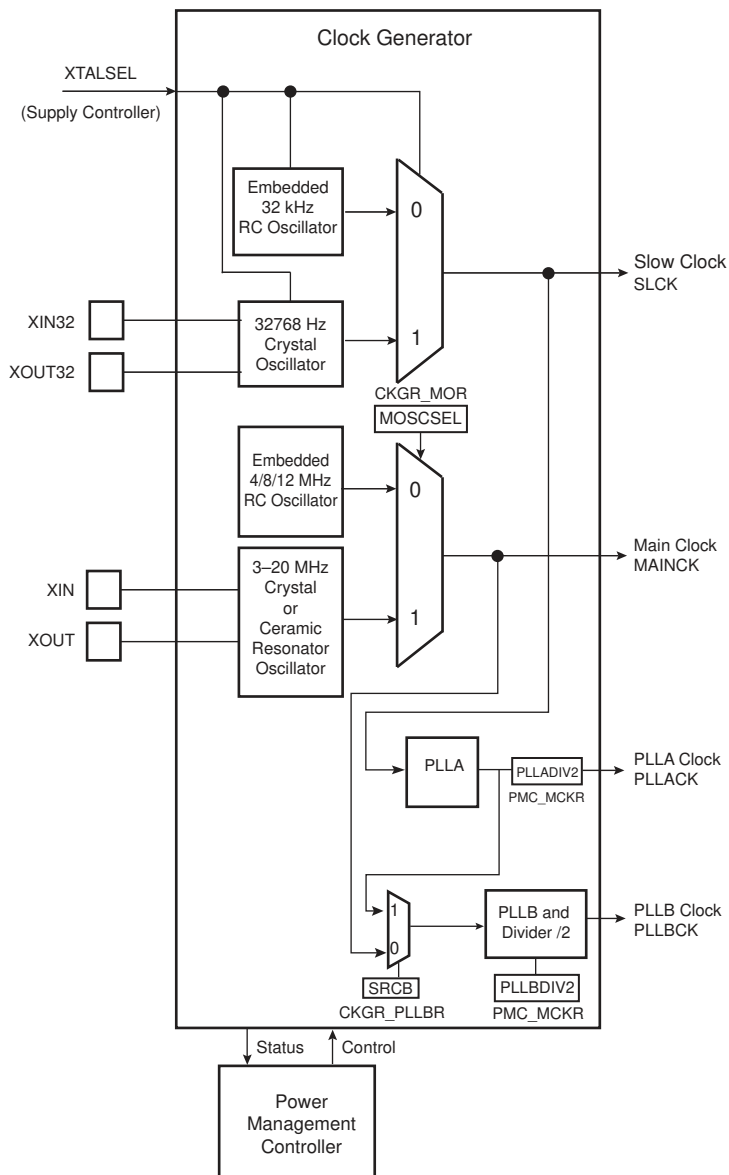 Clock Generator
XTALSEL
(Supply Controller)
Embedded
32 kHz
RC Oscillator
0
Slow Clock
SLCK
XIN32
32768 Hz
Crystal
Oscillator
1
XOUT32
CKGR_MOR
MOSCSEL
Embedded
4/8/12 MHz
RC Oscillator
0
Main Clock
MAINCK
XIN
3–20 MHz
Crystal
or
Ceramic
Resonator
Oscillator
1
XOUT
PLLA
PLLADIV2
PMC_MCKR
PLLA Clock
PLLACK
1
0
PLLB and
Divider /2
PLLB Clock
PLLBCK
SRCB
CKGR_PLLBR
PLLBDIV2
PMC_MCKR
Status
Control
Power
Management
Controller